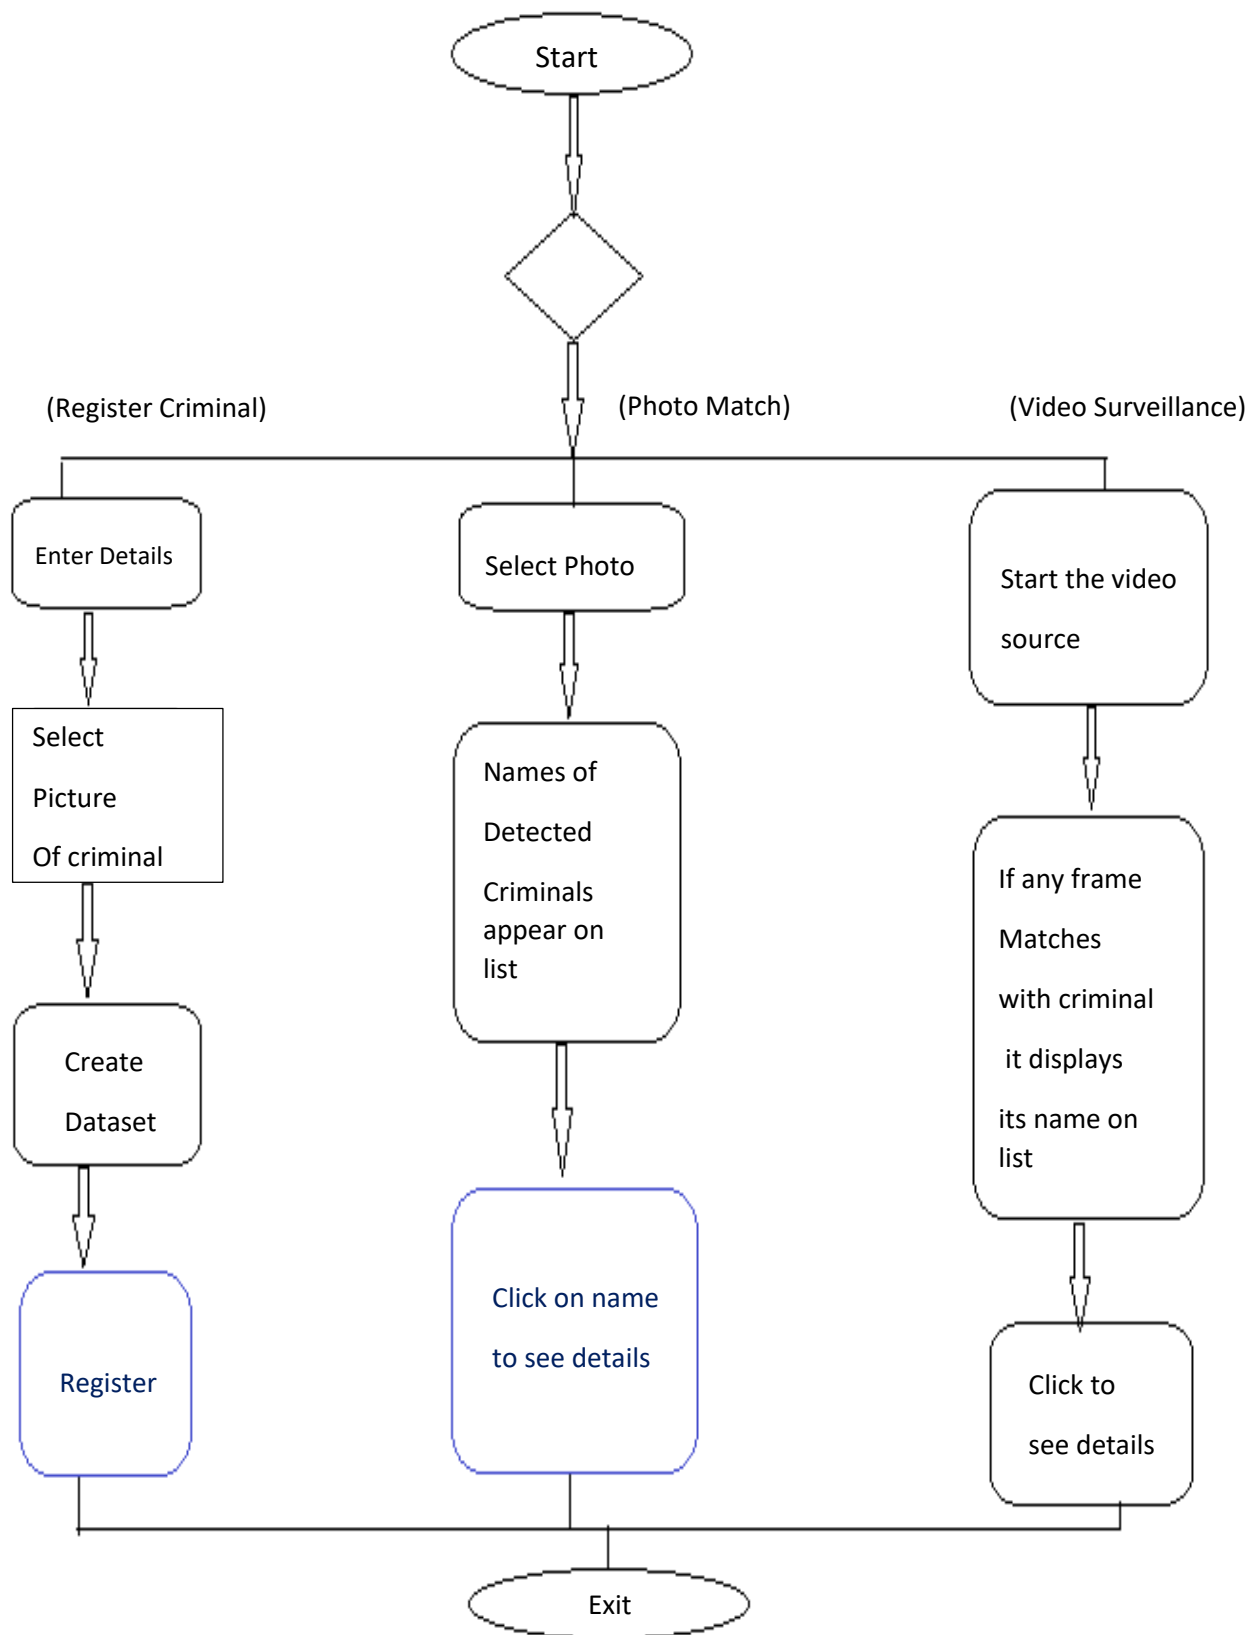 Start
(Register Criminal)
(Photo Match)
(Video Surveillance)
Enter Details
Select
Picture
Of criminal
Create
Dataset
Register
Select Photo
Names of
Detected
Criminals
appear on
list
Click on name
to see details
Start the video
source
If any frame
Matches
with criminal
it displays
its name on
list
Click to
see details
Exit